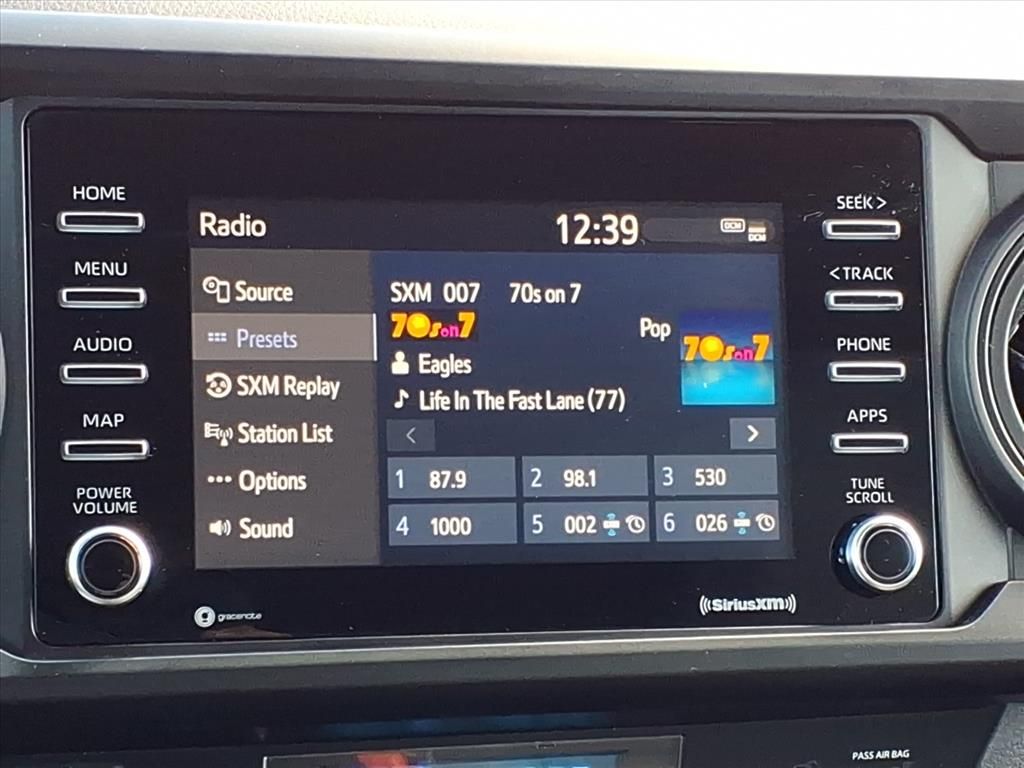 HOME
MENU
AUDIO
MAP
POWER
VOLUME
Radio
12:39
DCM
DCM
Source
Presets
SXM Replay
Station List
Options
Sound
SXM 007 70s on 7
70s on 7
Pop
70s on 7
Eagles
Life In The Fast Lane (77)
< >
1 87.9
2 98.1
3 530
4 1000
5 002
6 026
SEEK >
< TRACK
PHONE
APPS
TUNE
SCROLL
g gracenote
((SiriusXM))
PASS AIR BAG